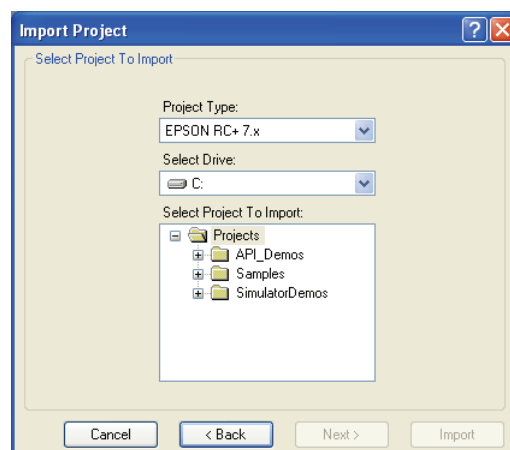 Import Project
Select Project To Import
Project Type:
EPSON RC+ 7.x
Select Drive:
C:
Select Project To Import:
Projects
API_Demos
Samples
SimulatorDemos
Cancel
< Back
Next >
Import